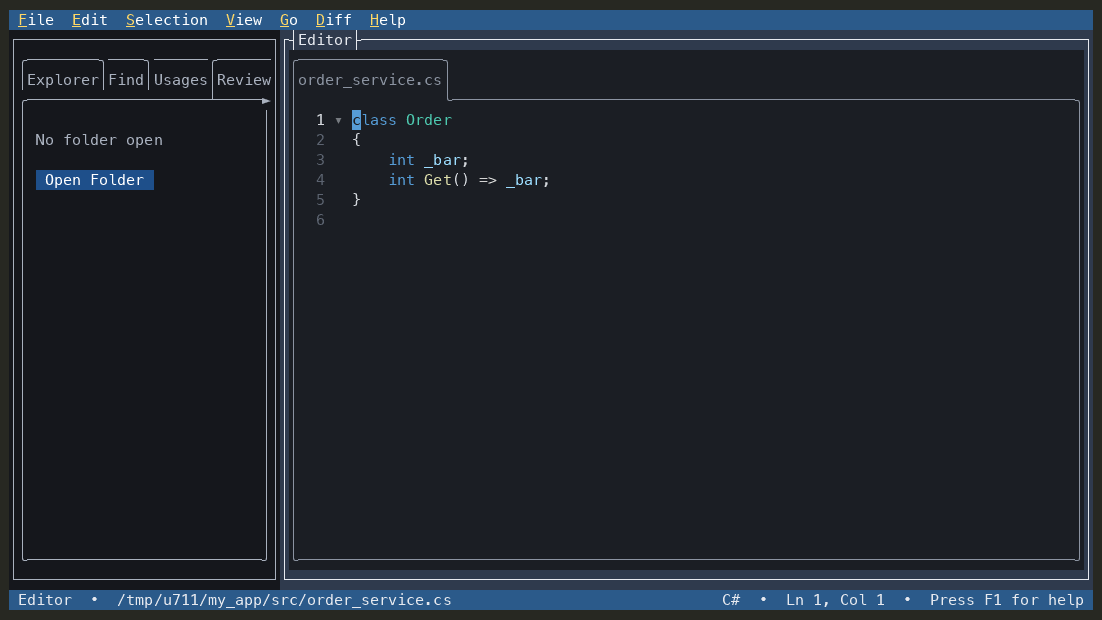 File Edit Selection View Go Diff Help
Editor
Explorer Find Usages Review
order_service.cs
No folder open
Open Folder
1 ▾ class Order
2 {
3     int _bar;
4     int Get() => _bar;
5 }
6
Editor • /tmp/u711/my_app/src/order_service.cs C# • Ln 1, Col 1 • Press F1 for help